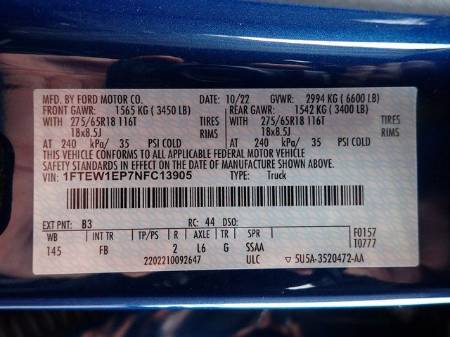 MFD. BY FORD MOTOR CO. 10/22 GVWR: 2994 KG (6600 LB)
FRONT GAWR: 1565 KG (3450 LB) REAR GAWR: 1542 KG (3400 LB)
WITH 275/65R18 116T TIRES WITH 275/65R18 116T TIRES
18x8.5J RIMS 18x8.5J RIMS
AT 240 kPa/ 35 PSI COLD AT 240 kPa/ 35 PSI COLD
THIS VEHICLE CONFORMS TO ALL APPLICABLE FEDERAL MOTOR VEHICLE
SAFETY STANDARDS IN EFFECT ON THE DATE OF MANUFACTURE SHOWN ABOVE.
VIN: 1FTEW1EP7NFC13905 TYPE: Truck
EXT PNT: B3 RC: 44 DSO: F0157
WB INT TR TP/PS R AXLE TR SPR T0777
T45 FB 2 L6 G SSAA
2202210092647 ULC ▽ 5U5A-3520472-AA